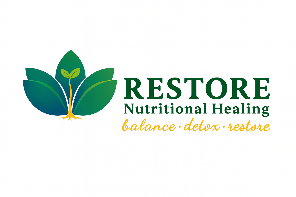 RESTORE
Nutritional Healing
balance · detox · restore